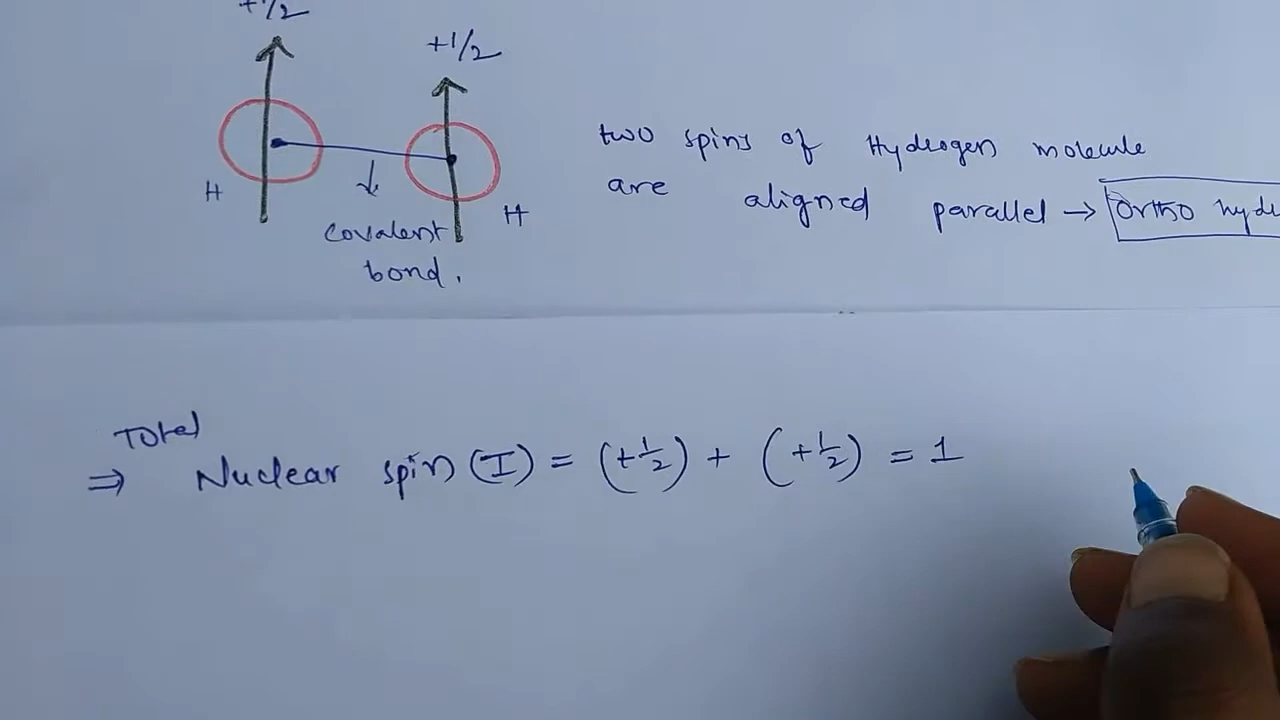 +1/2
+1/2
H
H
covalent
bond.
two spins of Hydrogen molecule
are aligned parallel → ortho hyd
Total
⇒ Nuclear spin (I) = (+1/2) + (+1/2) = 1